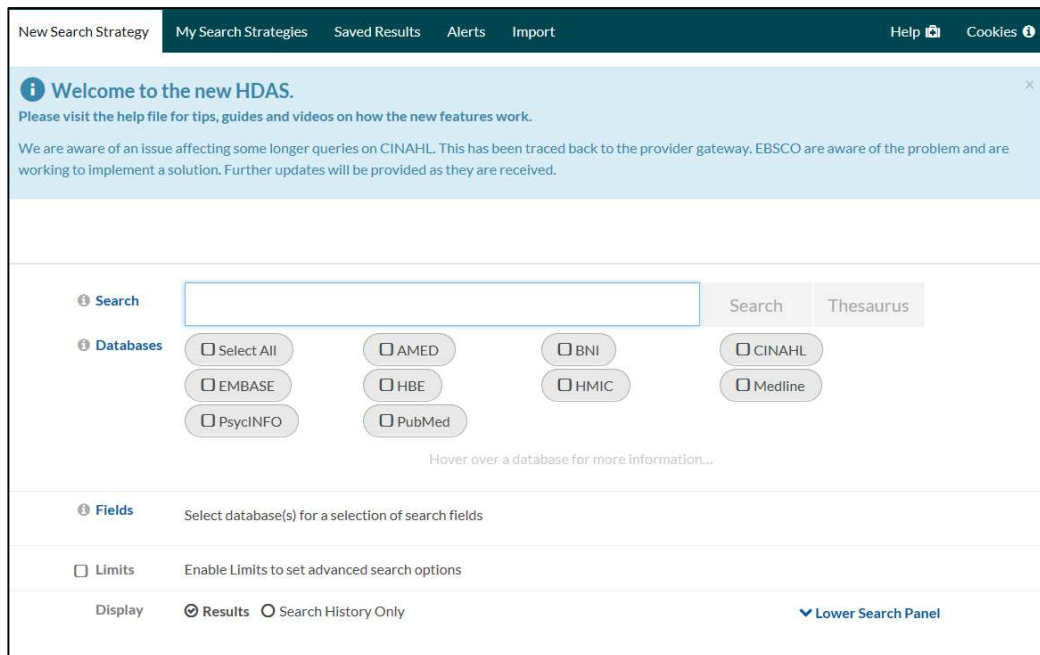 New Search Strategy My Search Strategies Saved Results Alerts Import Help Cookies
Welcome to the new HDAS.
Please visit the help file for tips, guides and videos on how the new features work.
We are aware of an issue affecting some longer queries on CINAHL. This has been traced back to the provider gateway. EBSCO are aware of the problem and are
working to implement a solution. Further updates will be provided as they are received.
Search Search Thesaurus
Databases Select All AMED BNI CINAHL
EMBASE HBE HMIC Medline
PsycINFO PubMed
Hover over a database for more information...
Fields Select database(s) for a selection of search fields
Limits Enable Limits to set advanced search options
Display Results Search History Only Lower Search Panel